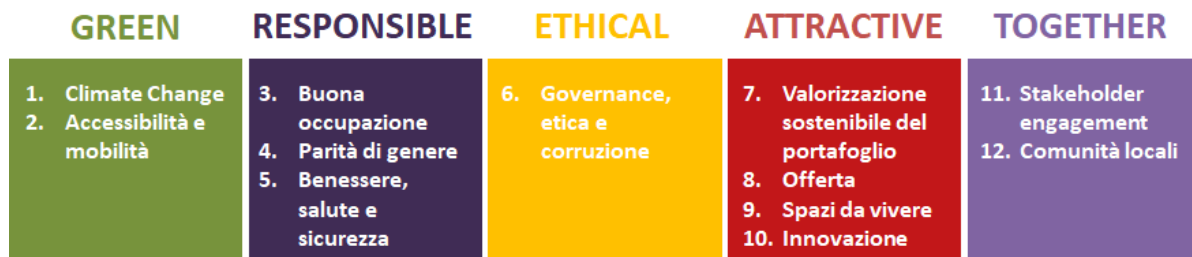 GREEN
1. Climate Change
2. Accessibilità e
mobilità
RESPONSIBLE
3. Buona
occupazione
4. Parità di genere
5. Benessere,
salute e
sicurezza
ETHICAL
6. Governance,
etica e
corruzione
ATTRACTIVE
7. Valorizzazione
sostenibile del
portafoglio
8. Offerta
9. Spazi da vivere
10. Innovazione
TOGETHER
11. Stakeholder
engagement
12. Comunità locali